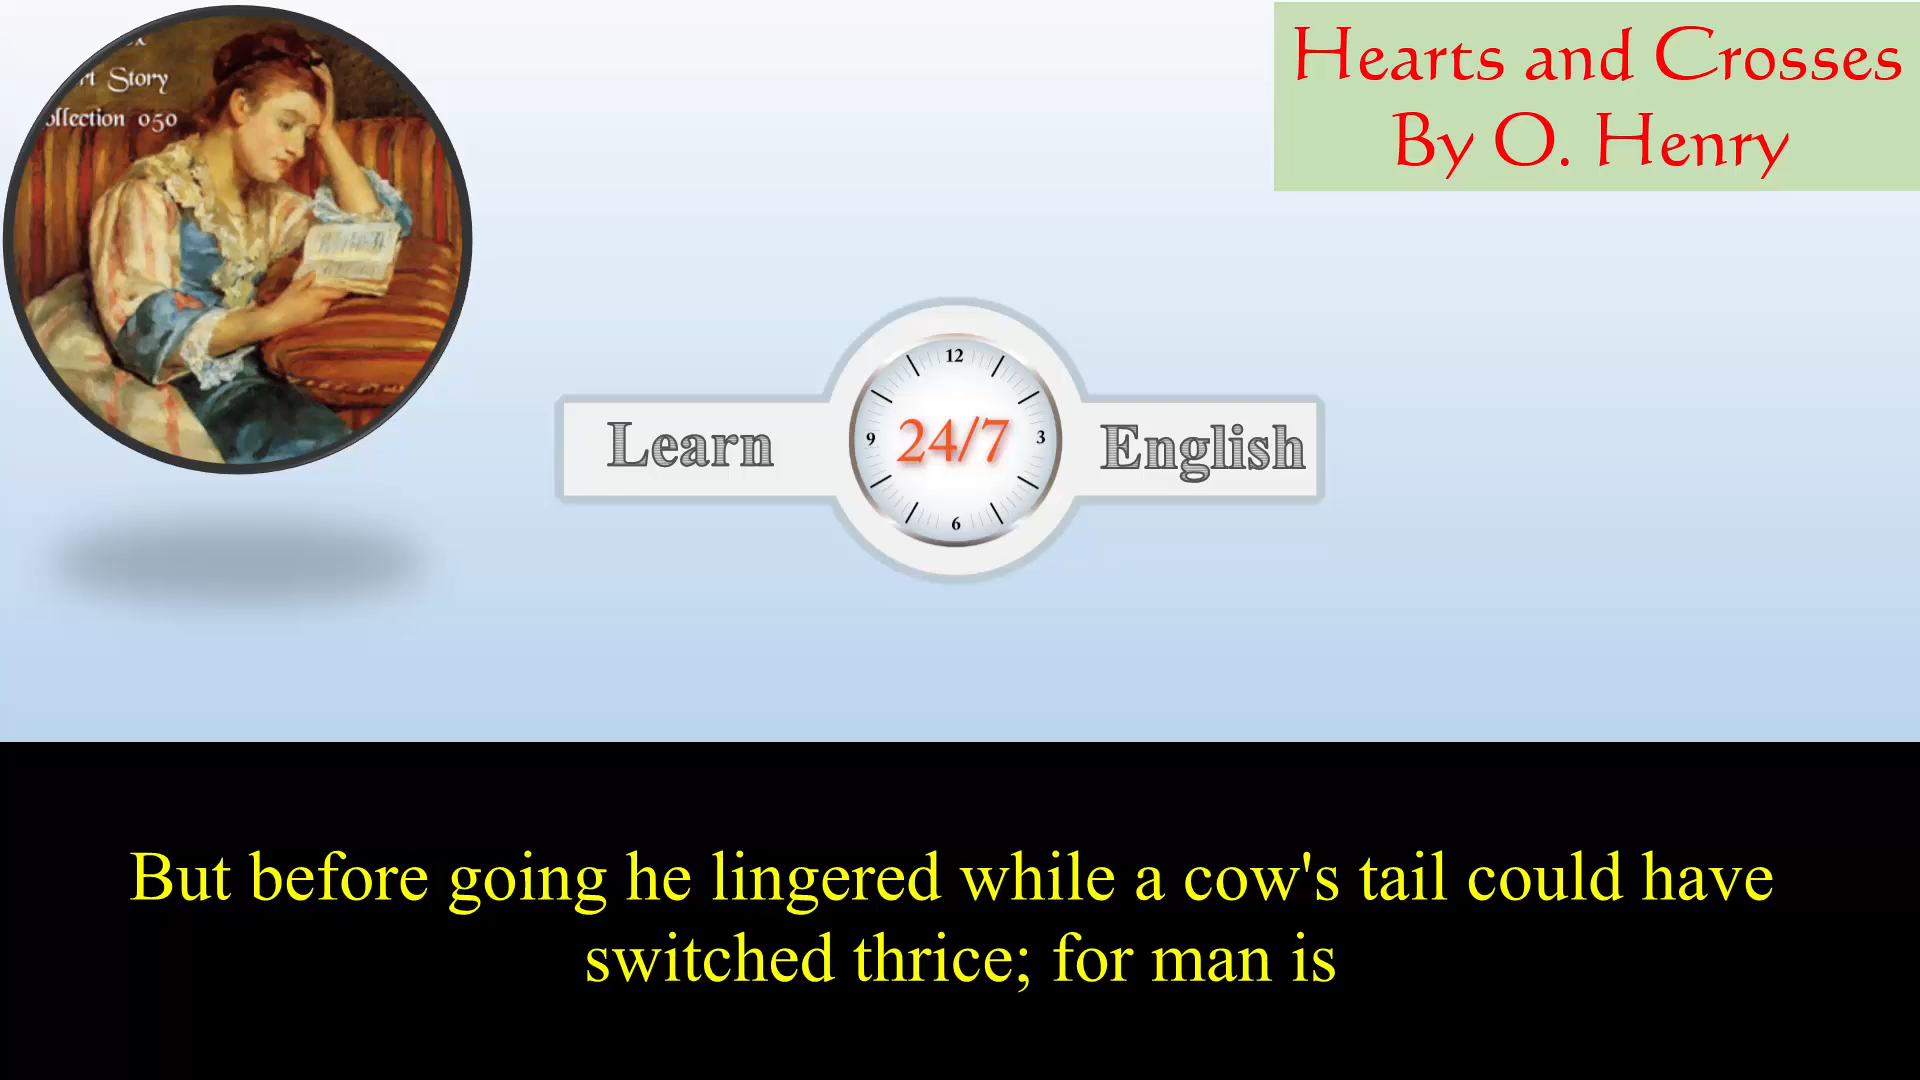 rt Story
ollection 050
Hearts and Crosses
By O. Henry
12
9
3
6
Learn
24/7
English
But before going he lingered while a cow's tail could have
switched thrice; for man is